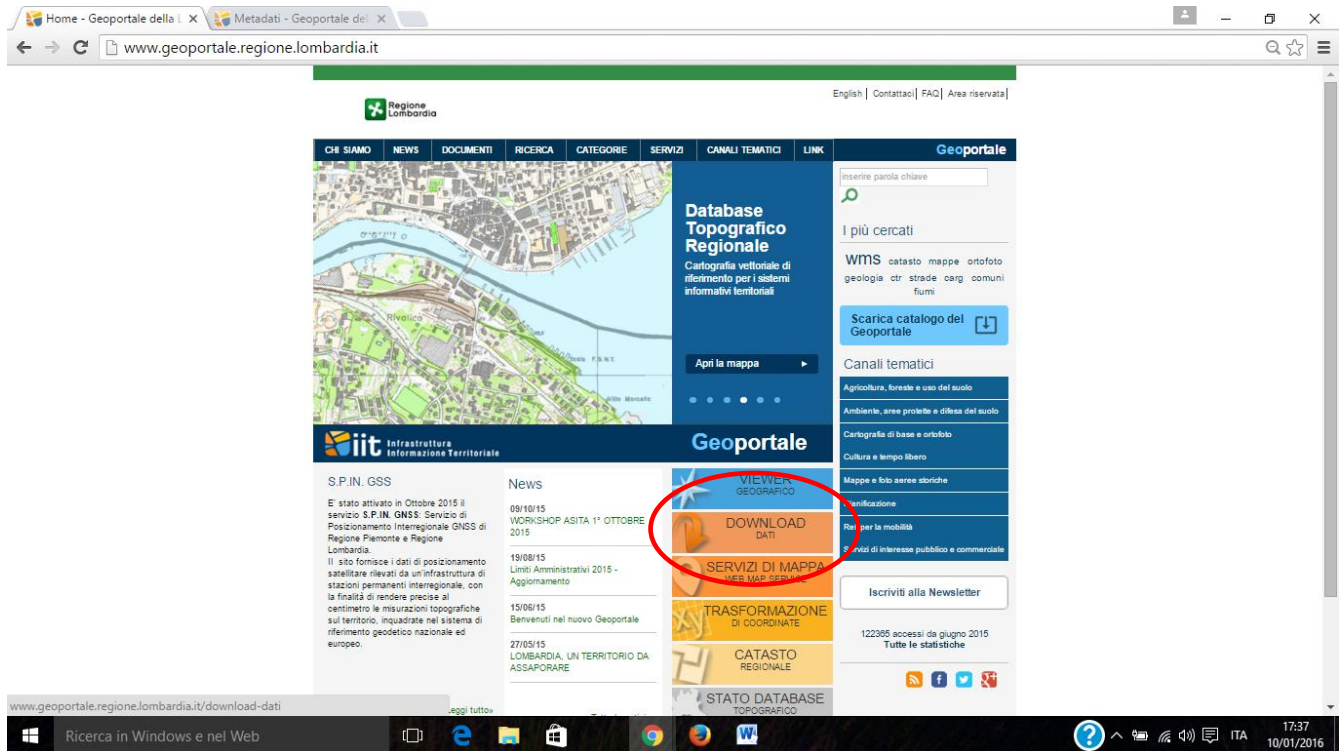 Home - Geoportale della L
Metadati - Geoportale del
www.geoportale.regione.lombardia.it
English | Contattaci | FAQ | Area riservata |
Regione
Lombardia
CHI SIAMO NEWS DOCUMENTI RICERCA CATEGORIE SERVIZI CANALI TEMATICI LINK Geoportale
inserire parola chiave
Database
Topografico
Regionale
Cartografia vettoriale di
riferimento per i sistemi
informativi territoriali
Apri la mappa
Rivatico
I più cercati
wms catasto mappe ortofoto
geologia ctr strade carg comuni
fiumi
Scarica catalogo del
Geoportale
Canali tematici
Agricoltura, foreste e uso del suolo
Ambiente, aree protette e difesa del suolo
Cartografia di base e ortofoto
Cultura e tempo libero
Mappe e foto aeree storiche
Pianificazione
Reti per la mobilità
Servizi di interesse pubblico e commerciale
iit Infrastruttura
Informazione Territoriale
Geoportale
S.P.IN. GSS
E' stato attivato in Ottobre 2015 il
servizio S.P.IN. GNSS: Servizio di
Posizionamento Interregionale GNSS di
Regione Piemonte e Regione
Lombardia.
Il sito fornisce i dati di posizionamento
satellitare rilevati da un'infrastruttura di
stazioni permanenti interregionale, con
la finalità di rendere precise al
centimetro le misurazioni topografiche
sul territorio, inquadrate nel sistema di
riferimento geodetico nazionale ed
europeo.
Leggi tutto»
News
09/10/15
WORKSHOP ASITA 1° OTTOBRE
2015
19/08/15
Limiti Amministrativi 2015 -
Aggiornamento
15/06/15
Benvenuti nel nuovo Geoportale
27/05/15
LOMBARDIA, UN TERRITORIO DA
ASSAPORARE
VIEWER
GEOGRAFICO
DOWNLOAD
DATI
SERVIZI DI MAPPA
WEB MAP SERVICE
TRASFORMAZIONE
DI COORDINATE
CATASTO
REGIONALE
STATO DATABASE
TOPOGRAFICO
Iscriviti alla Newsletter
122365 accessi da giugno 2015
Tutte le statistiche
www.geoportale.regione.lombardia.it/download-dati
Ricerca in Windows e nel Web
ITA
17:37
10/01/2016